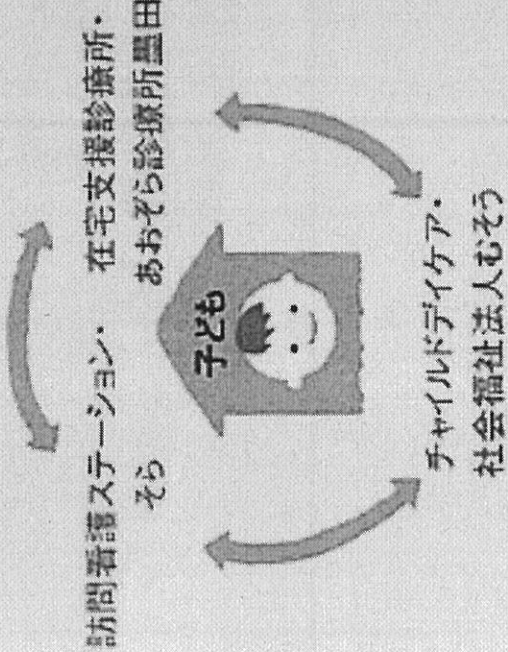 訪問看護ステーション・
そら
在宅支援診療所・
あおぞら診療所墨田
子ども
チャイルドデイケア・
社会福祉法人むそう